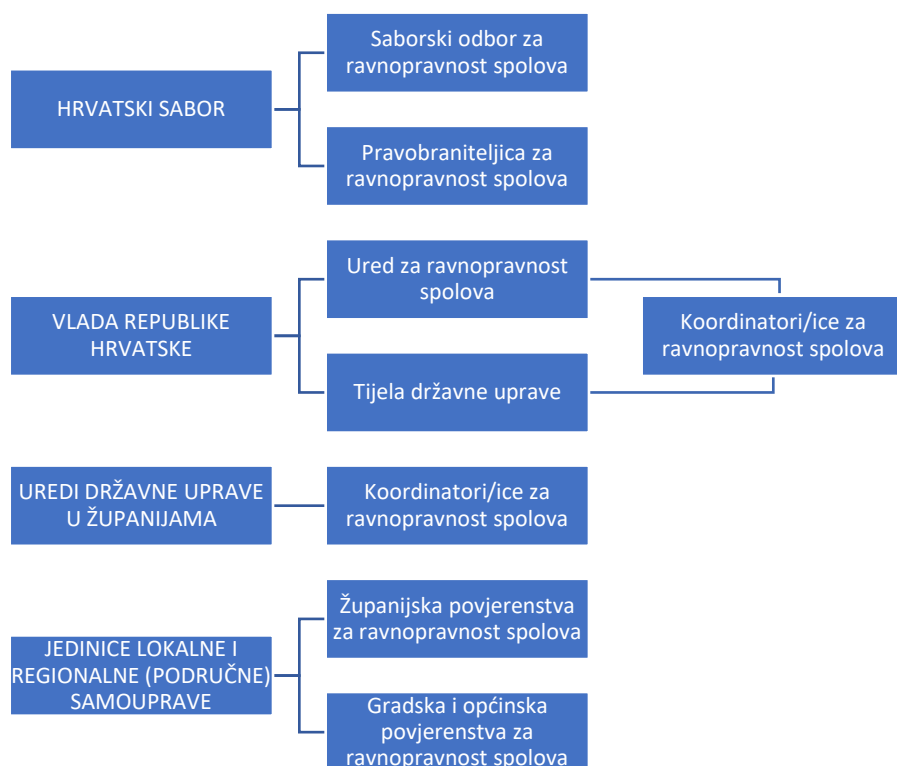 Saborski odbor za
ravnopravnost spolova
HRVATSKI SABOR
Pravobraniteljica za
ravnopravnost spolova
Ured za ravnopravnost
spolova
VLADA REPUBLIKE
HRVATSKE
Koordinatori/ice za
ravnopravnost spolova
Tijela državne uprave
UREDI DRŽAVNE UPRAVE
U ŽUPANIJAMA
Koordinatori/ice za
ravnopravnost spolova
Županijska povjerenstva
za ravnopravnost spolova
JEDINICE LOKALNE I
REGIONALNE (PODRUČNE)
SAMOUPRAVE
Gradska i općinska
povjerenstva za
ravnopravnost spolova